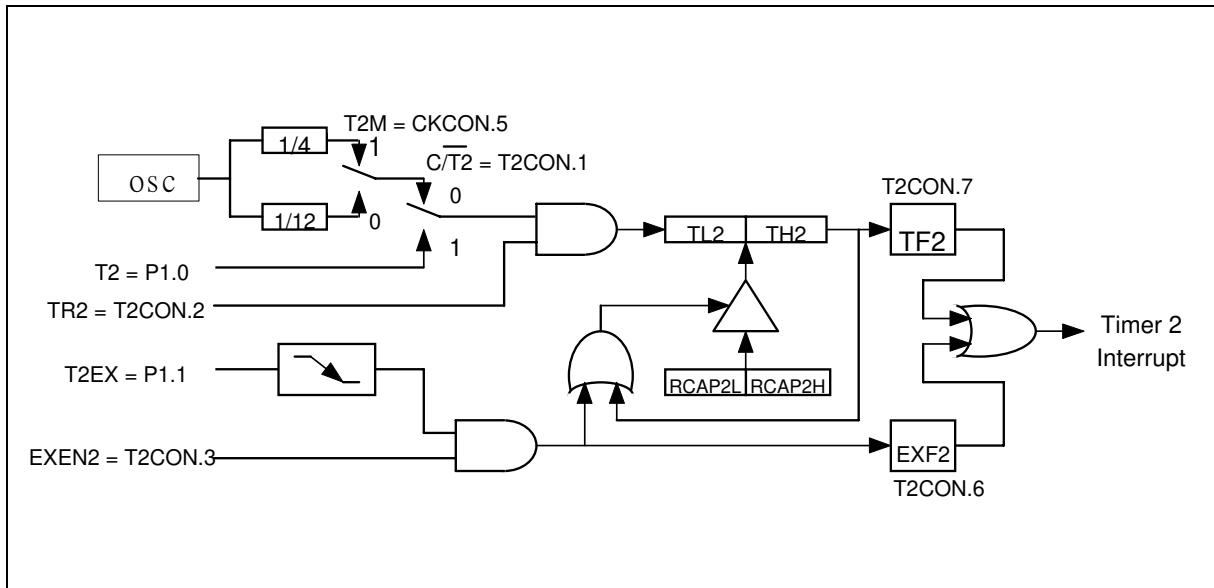 T2M = CKCON.5
1/4
1
C/T2 = T2CON.1
OSC
1/12
0
0
1
T2 = P1.0
TR2 = T2CON.2
TL2
TH2
T2CON.7
TF2
Timer 2
Interrupt
T2EX = P1.1
RCAP2L
RCAP2H
EXEN2 = T2CON.3
EXF2
T2CON.6